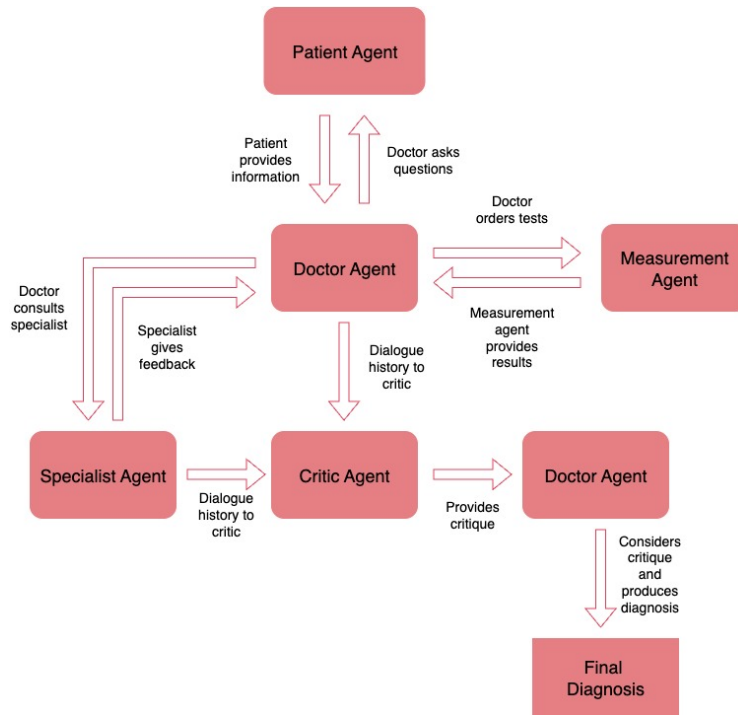 Patient Agent
Patient
provides
information
Doctor asks
questions
Doctor
orders tests
Doctor Agent
Measurement
Agent
Doctor
consults
specialist
Specialist
gives
feedback
Measurement
agent
provides
results
Dialogue
history to
critic
Specialist Agent
Dialogue
history to
critic
Critic Agent
Provides
critique
Doctor Agent
Considers
critique
and
produces
diagnosis
Final
Diagnosis